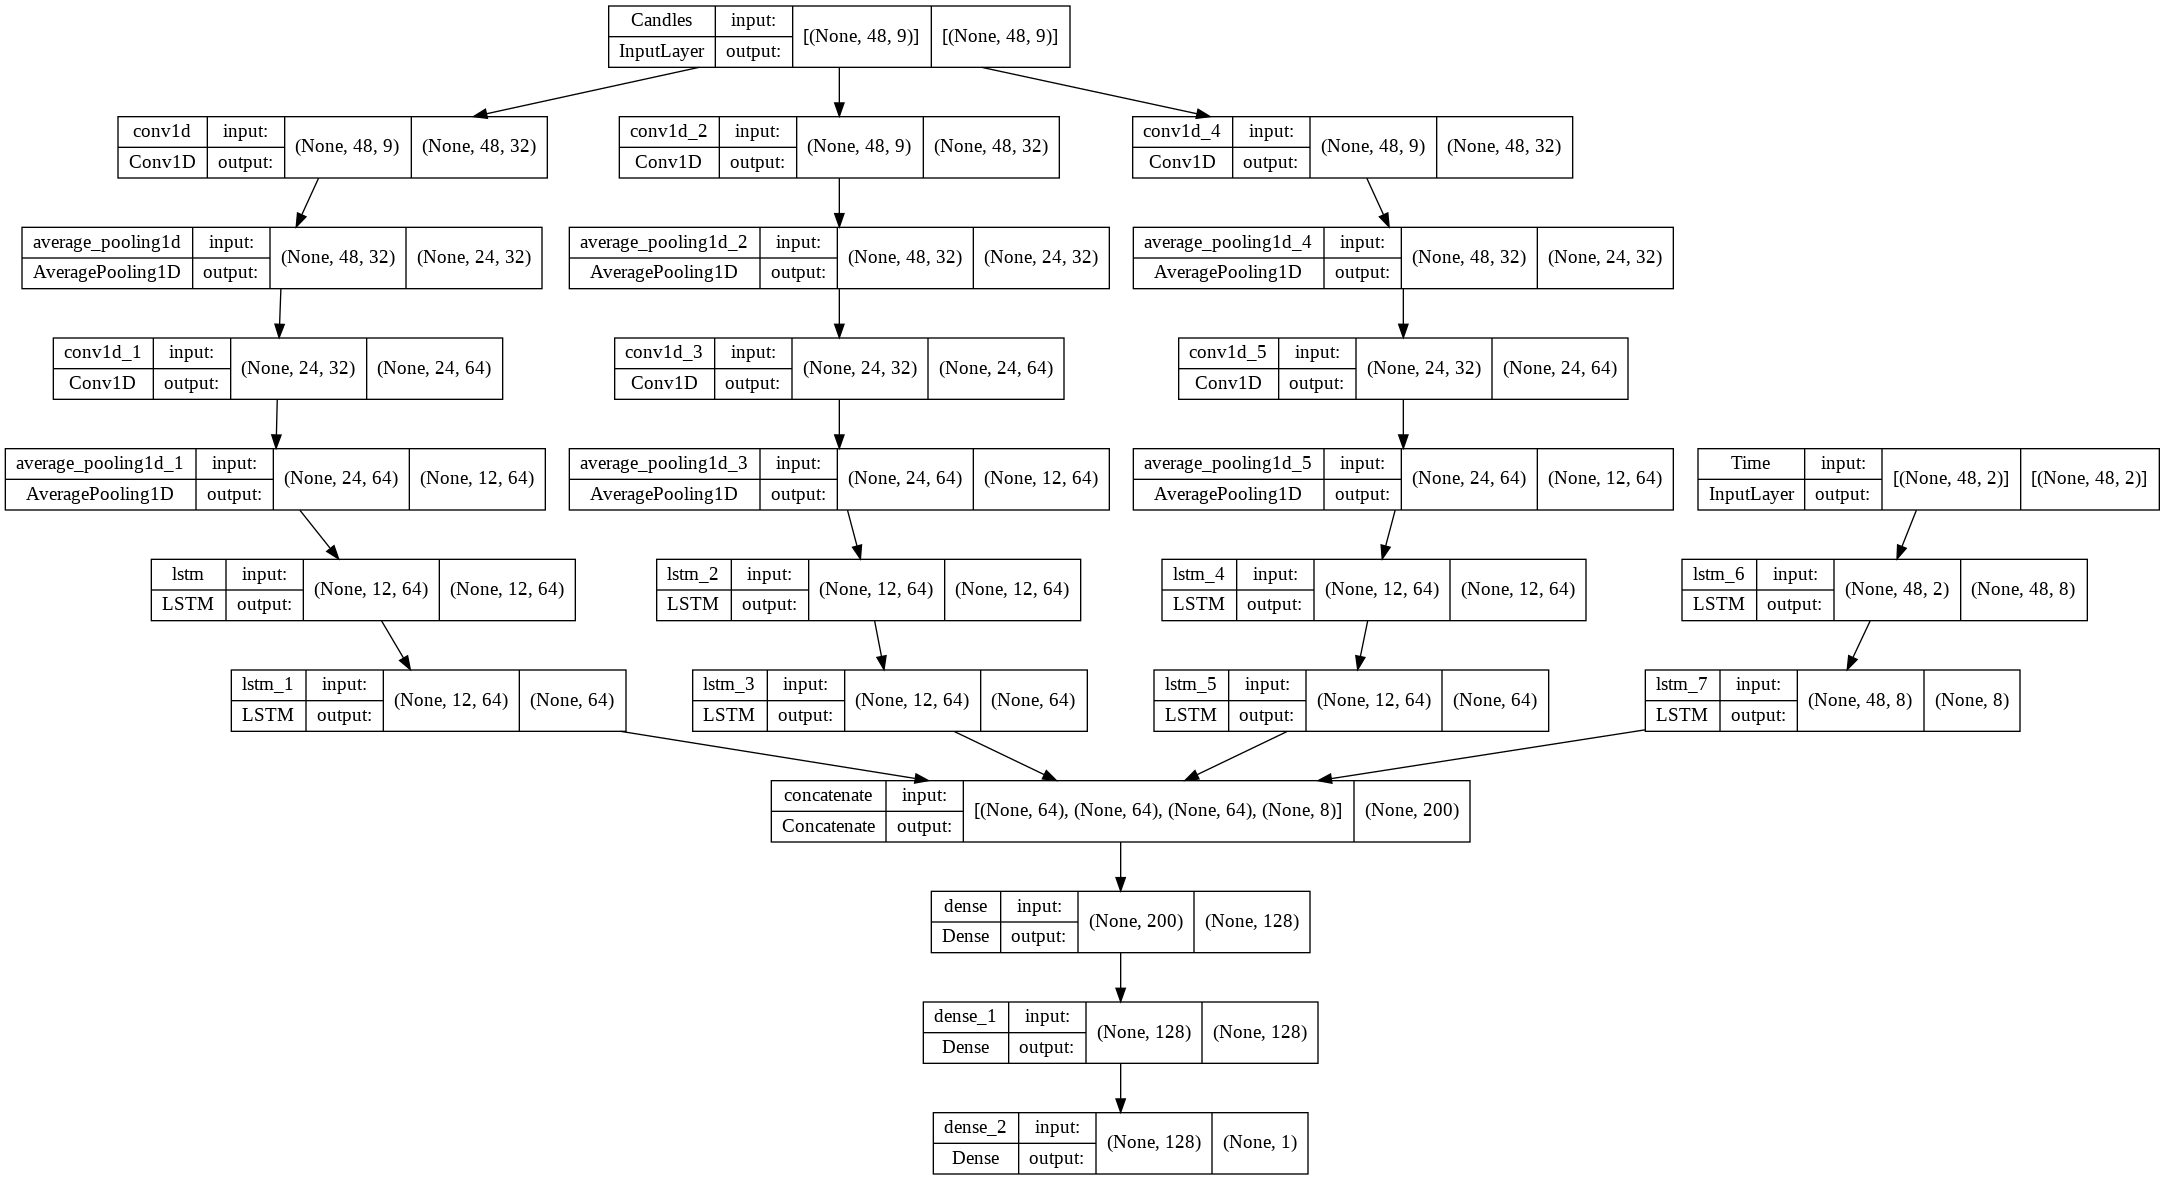 Candles input: [(None, 48, 9)] [(None, 48, 9)]
InputLayer output:
conv1d input: (None, 48, 9) (None, 48, 32)
Conv1D output:
conv1d_2 input: (None, 48, 9) (None, 48, 32)
Conv1D output:
conv1d_4 input: (None, 48, 9) (None, 48, 32)
Conv1D output:
average_pooling1d input: (None, 48, 32) (None, 24, 32)
AveragePooling1D output:
average_pooling1d_2 input: (None, 48, 32) (None, 24, 32)
AveragePooling1D output:
average_pooling1d_4 input: (None, 48, 32) (None, 24, 32)
AveragePooling1D output:
conv1d_1 input: (None, 24, 32) (None, 24, 64)
Conv1D output:
conv1d_3 input: (None, 24, 32) (None, 24, 64)
Conv1D output:
conv1d_5 input: (None, 24, 32) (None, 24, 64)
Conv1D output:
average_pooling1d_1 input: (None, 24, 64) (None, 12, 64)
AveragePooling1D output:
average_pooling1d_3 input: (None, 24, 64) (None, 12, 64)
AveragePooling1D output:
average_pooling1d_5 input: (None, 24, 64) (None, 12, 64)
AveragePooling1D output:
Time input: [(None, 48, 2)] [(None, 48, 2)]
InputLayer output:
lstm input: (None, 12, 64) (None, 12, 64)
LSTM output:
lstm_2 input: (None, 12, 64) (None, 12, 64)
LSTM output:
lstm_4 input: (None, 12, 64) (None, 12, 64)
LSTM output:
lstm_6 input: (None, 48, 2) (None, 48, 8)
LSTM output:
lstm_1 input: (None, 12, 64) (None, 64)
LSTM output:
lstm_3 input: (None, 12, 64) (None, 64)
LSTM output:
lstm_5 input: (None, 12, 64) (None, 64)
LSTM output:
lstm_7 input: (None, 48, 8) (None, 8)
LSTM output:
concatenate input: [(None, 64), (None, 64), (None, 64), (None, 8)] (None, 200)
Concatenate output:
dense input: (None, 200) (None, 128)
Dense output:
dense_1 input: (None, 128) (None, 128)
Dense output:
dense_2 input: (None, 128) (None, 1)
Dense output: